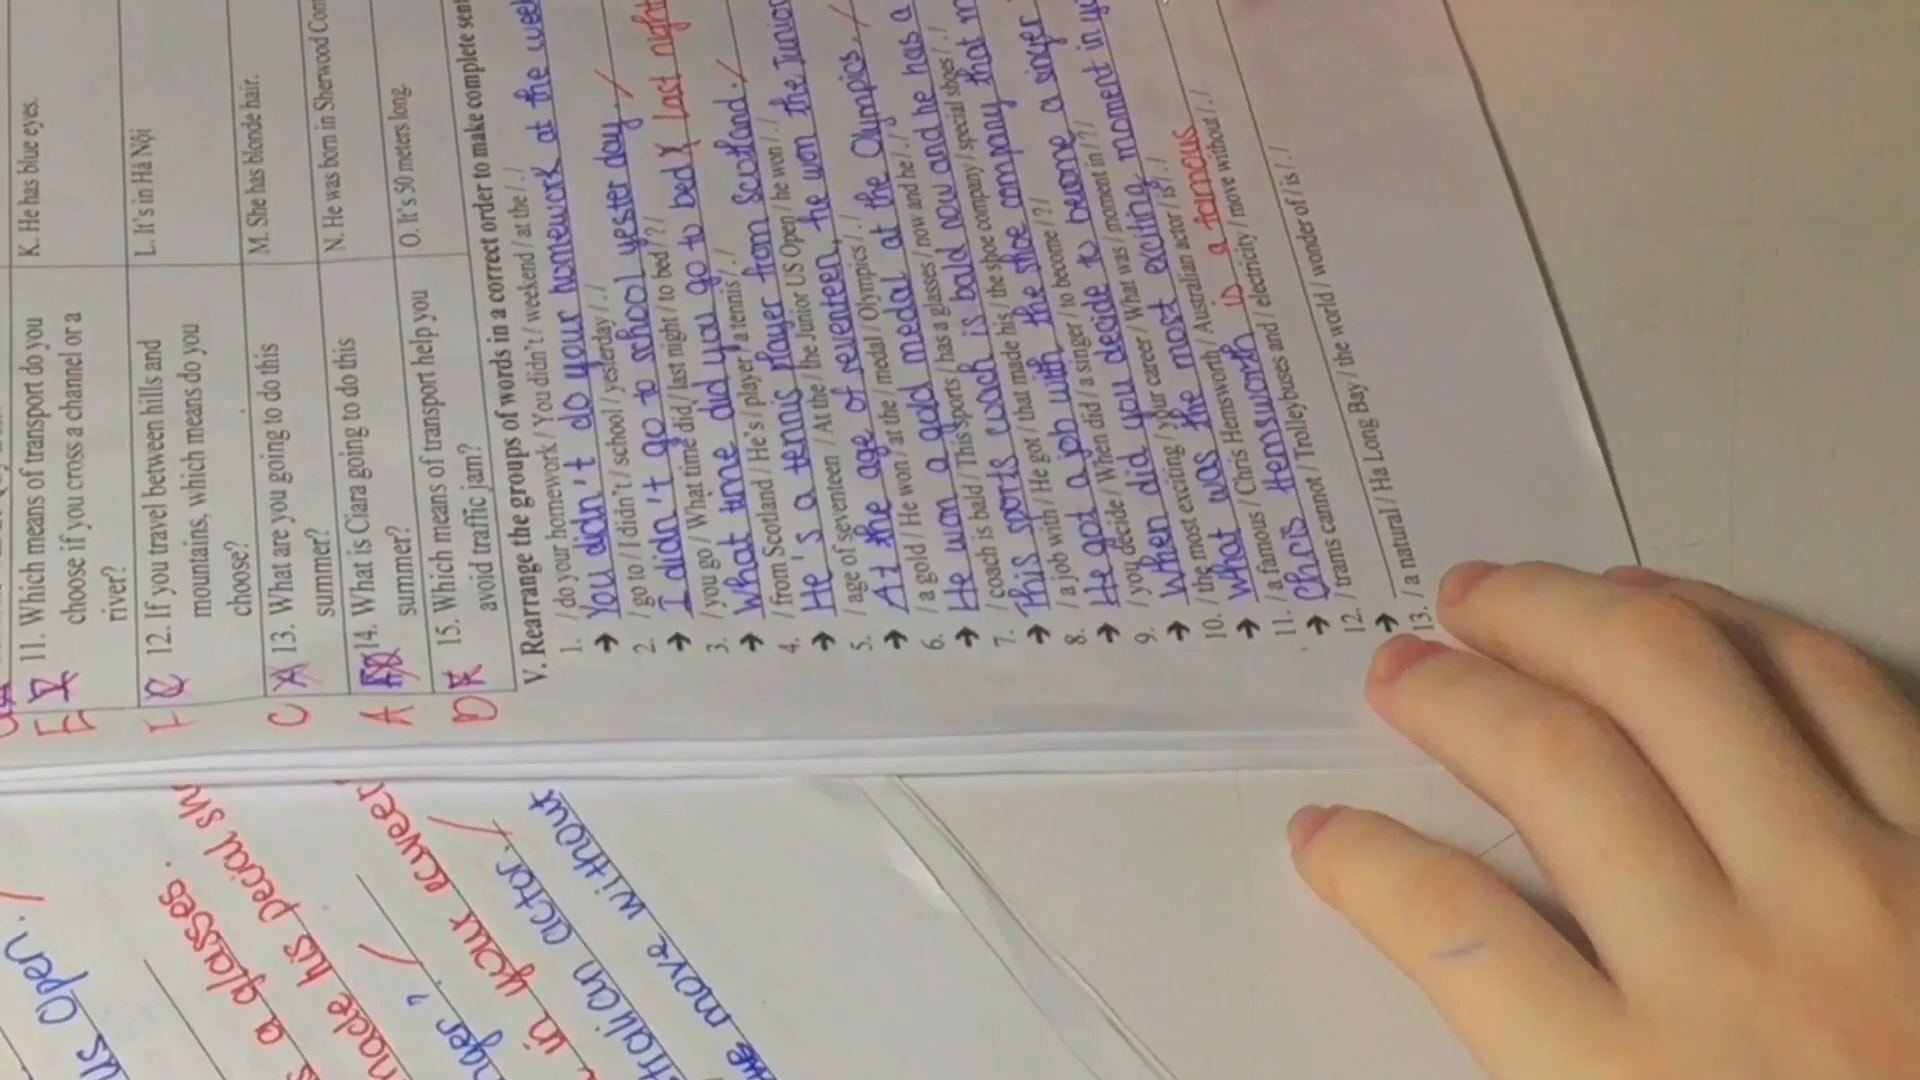 K. He has blue eyes.
11. Which means of transport do you
choose if you cross a channel or a
river?
E
L. It's in Hà Nội
12. If you travel between hills and
mountains, which means do you
choose?
M. She has blonde hair.
C
13. What are you going to do this
summer?
N. He was born in Sherwood
A
14. What is Ciara going to do this
summer?
O. It's 50 meters long.
D
15. Which means of transport help you
avoid traffic jam?
V. Rearrange the groups of words in a correct order to make complete
1. / do your homework / You didn't / weekend / at the / . /
➔ You didn't do your homework at the
2. / go to / I didn't / school / yesterday / . /
➔ I didn't go to school yester day.
3. / you go / What time did / last night / to bed / ? /
➔ What time did you go to bed last night
4. / from Scotland / He's / player / a tennis / . /
➔ He's a tennis player from Scotland.
5. / age of seventeen / At the / the Junior US Open / he won / . /
➔ At the age of seventeen, he won the Junior
6. / a gold / He won / at the / medal / Olympics / . /
➔ He won a gold medal at the Olympics.
7. / coach is bald / This sports / has a glasses / now and he / . /
➔ This sports coach is bald now and he has a
8. / a job with / He got / that made his / the shoe company / special shoes / . /
➔ He got a job with the shoe company that
9. / you decide / When did / a singer / to become / ? /
➔ When did you decide to become a singer
10. / the most exciting / your career / What was / moment in / ? /
➔ What was the most exciting moment in
11. / a famous / Chris Hemsworth / Australian actor / is / . /
➔ Chris Hemsworth is a famous
12. / trams cannot / Trolleybuses and / electricity / move without / . /
➔
13. / a natural / Ha Long Bay / the world / wonder of / is / . /
us Open.
a glasses.
made his pecial
in your
actor.
move without